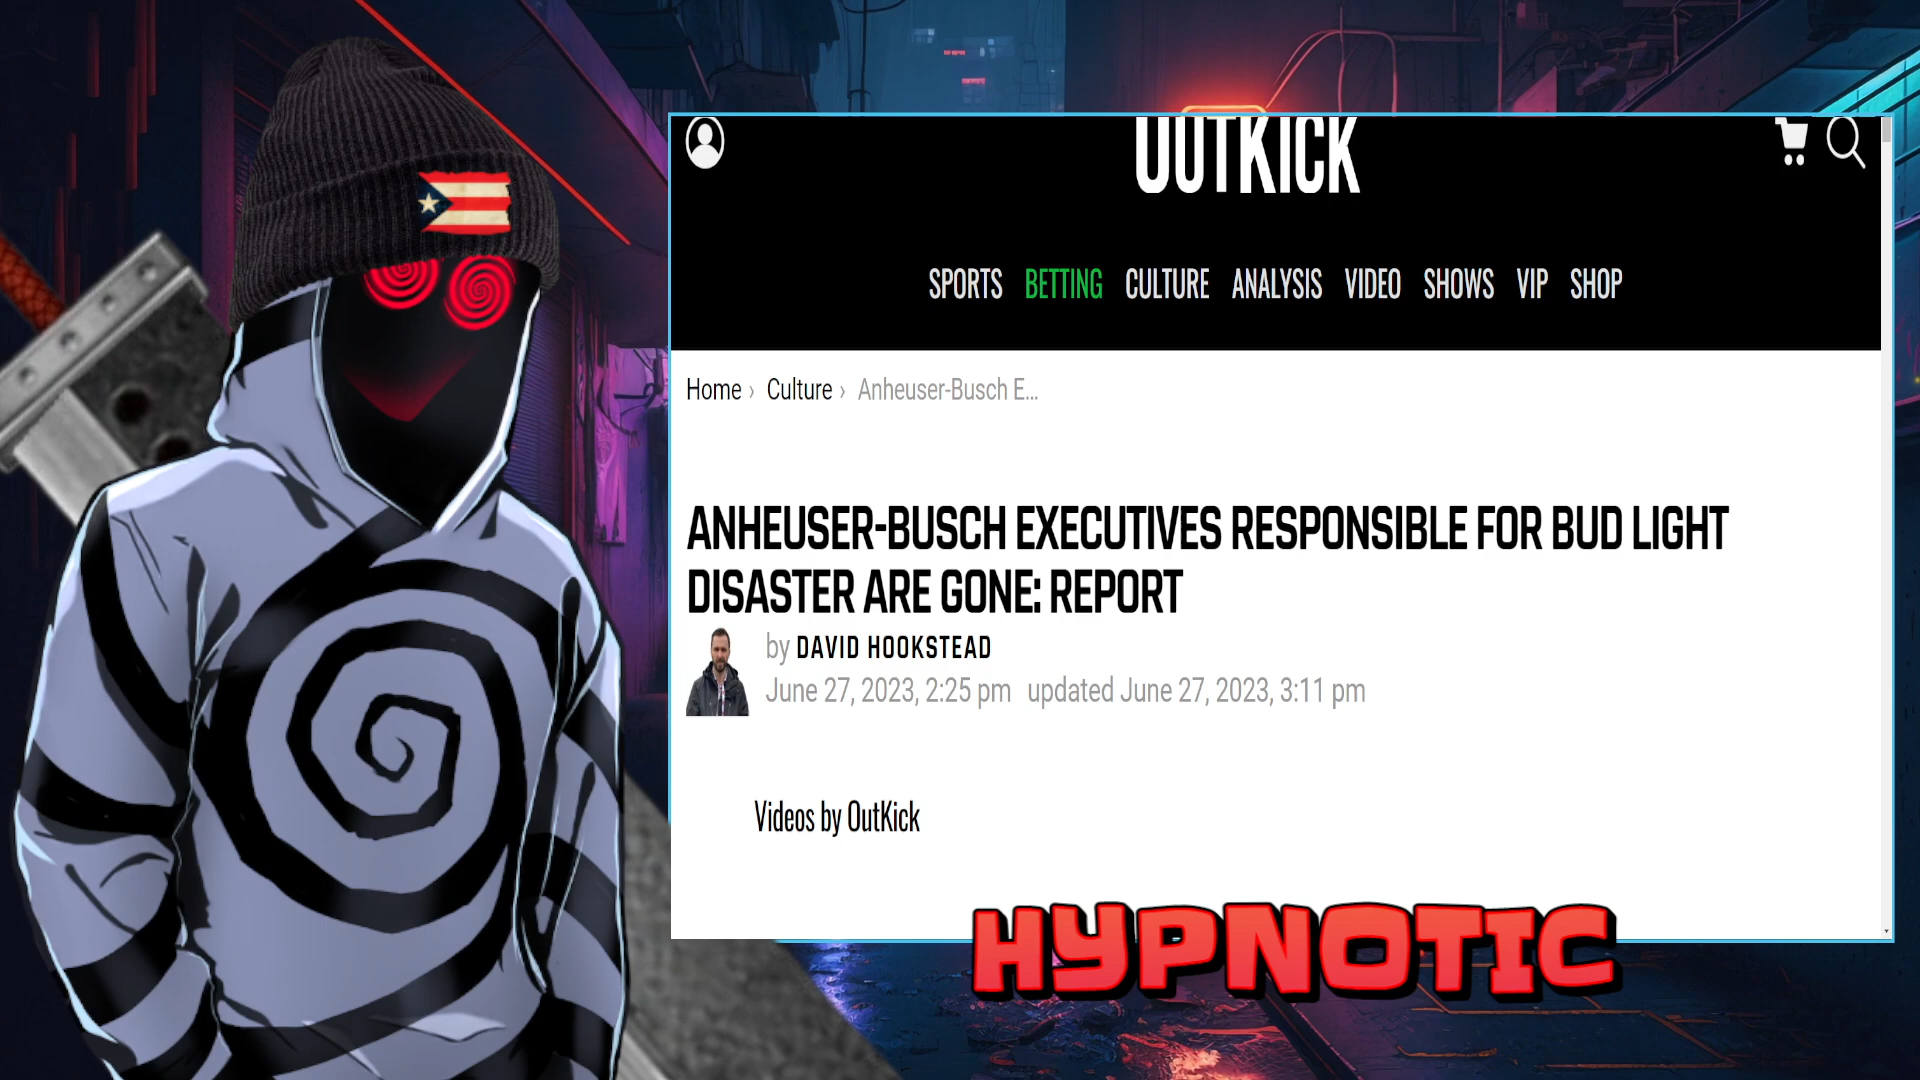 OUTKICK
SPORTS BETTING CULTURE ANALYSIS VIDEO SHOWS VIP SHOP
Home › Culture › Anheuser-Busch E...
ANHEUSER-BUSCH EXECUTIVES RESPONSIBLE FOR BUD LIGHT
DISASTER ARE GONE: REPORT
by DAVID HOOKSTEAD
June 27, 2023, 2:25 pm updated June 27, 2023, 3:11 pm
Videos by OutKick
HYPNOTIC